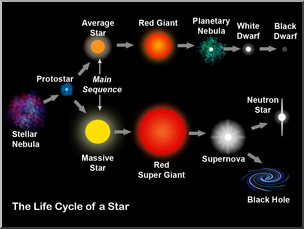 Average
Star
Red Giant
Planetary
Nebula
White
Dwarf
Black
Dwarf
Protostar
Main
Sequence
Stellar
Nebula
Massive
Star
Red
Super Giant
Supernova
Neutron
Star
Black Hole
The Life Cycle of a Star